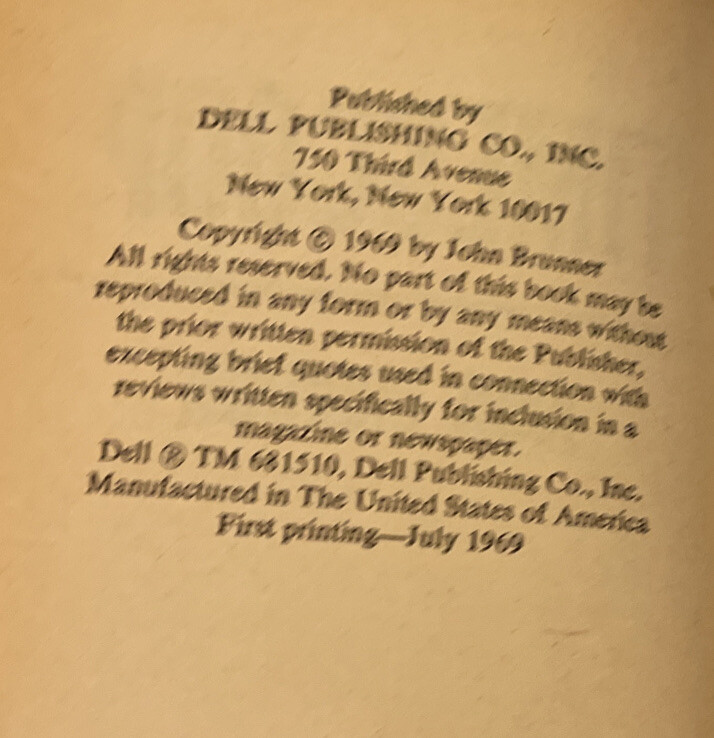 Published by
DELL PUBLISHING CO., INC.
750 Third Avenue
New York, New York 10017
Copyright © 1969 by John Brunner
All rights reserved. No part of this book may be
reproduced in any form or by any means without
the prior written permission of the Publisher,
excepting brief quotes used in connection with
reviews written specifically for inclusion in a
magazine or newspaper.
Dell ® TM 681510, Dell Publishing Co., Inc.
Manufactured in The United States of America
First printing—July 1969